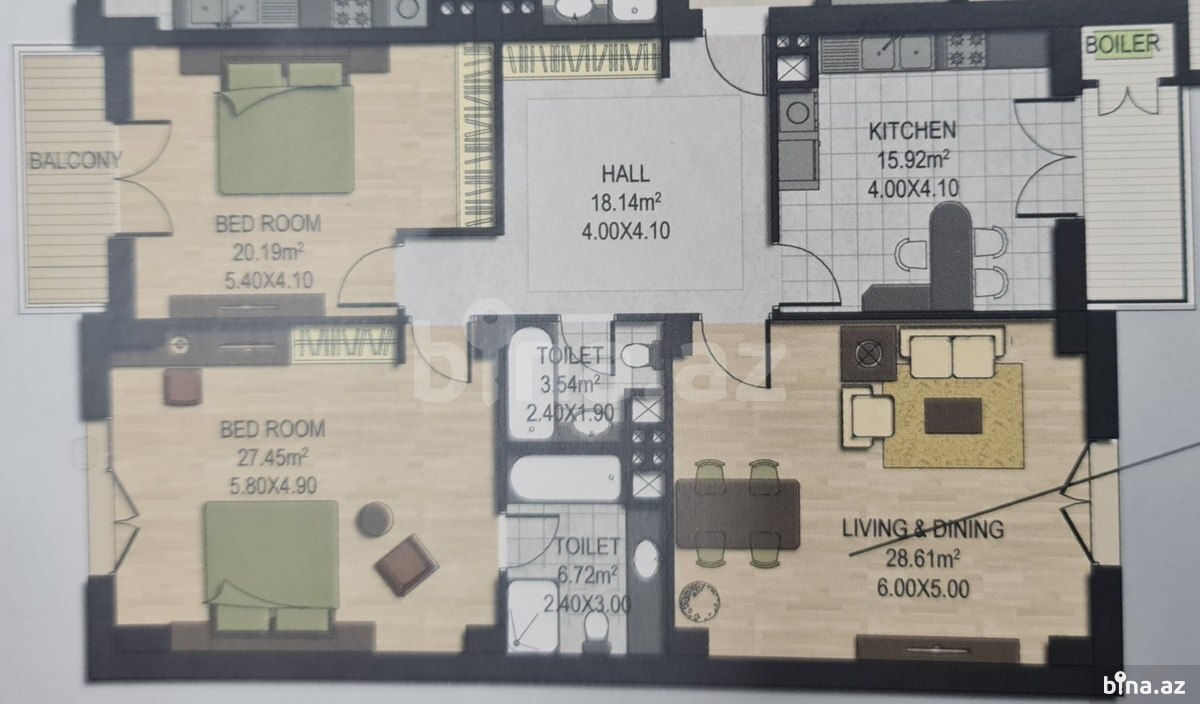 BOILER
BALCONY
BED ROOM
20.19m²
5.40X4.10
HALL
18.14m²
4.00X4.10
KITCHEN
15.92m²
4.00X4.10
TOILET
3.54m²
2.40X1.90
bina.az
BED ROOM
27.45m²
5.80X4.90
TOILET
6.72m²
2.40X3.00
LIVING & DINING
28.61m²
6.00X5.00
bina.az